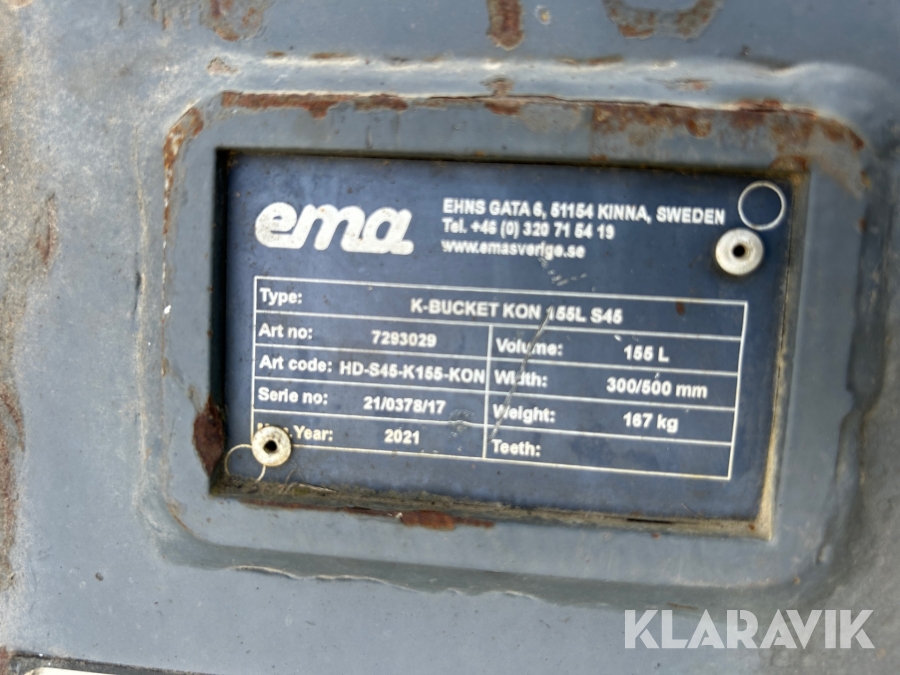 ema
EHNS GATA 6, 51154 KINNA, SWEDEN
Tel. +46 (0) 320 71 54 19
www.emasverige.se
Type: K-BUCKET KON 155L S45
Art no: 7293029
Volume: 155 L
Art code: HD-S45-K155-KON
Width: 300/500 mm
Serie no: 21/0378/17
Weight: 167 kg
Year: 2021
Teeth:
KLARAVIK